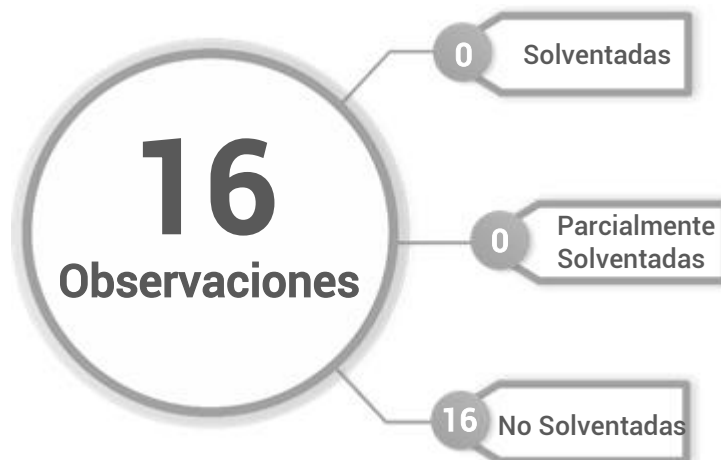 16
Observaciones
0
Solventadas
0
Parcialmente
Solventadas
16
No Solventadas